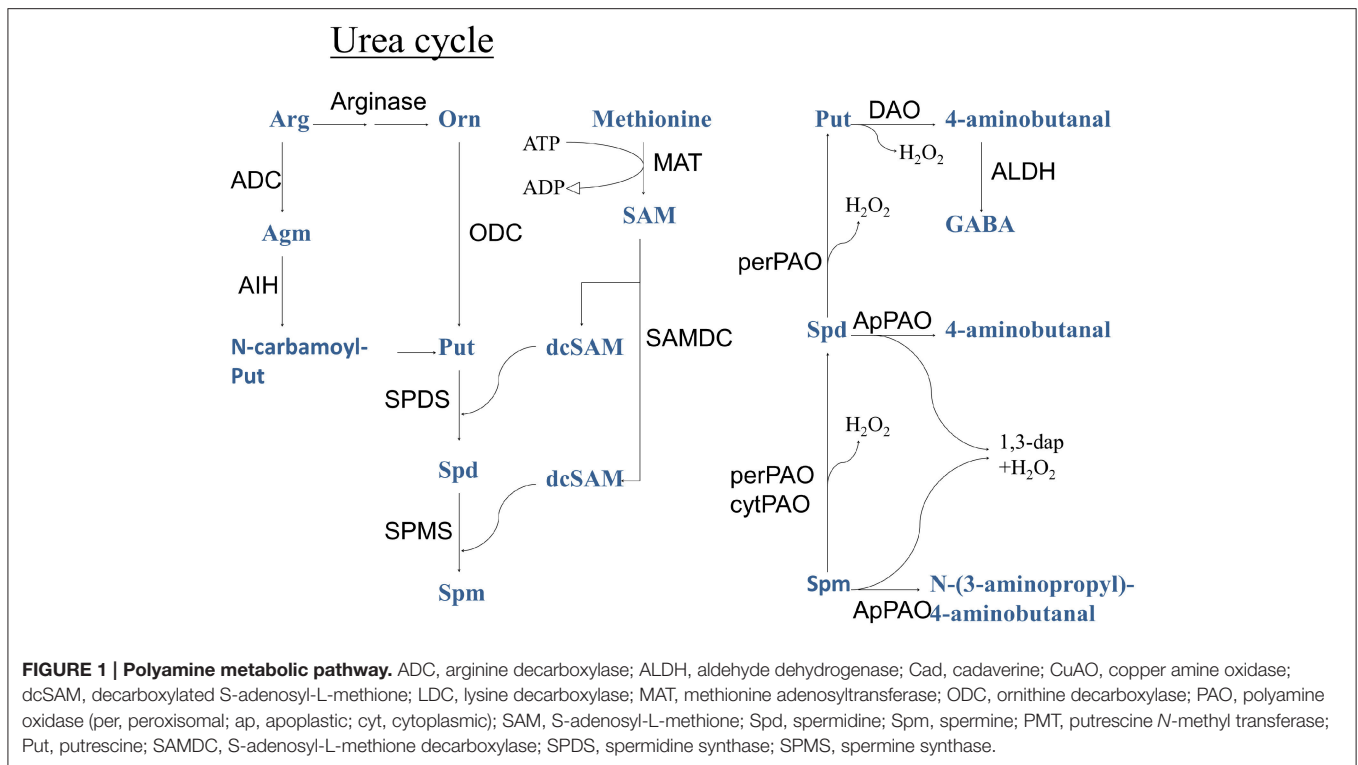 Urea cycle
Arginase
Arg
Orn
Methionine
ATP
MAT
ADP
ADC
SAM
Agm
ODC
AIH
N-carbamoyl-
Put
Put
dcSAM
SAMDC
SPDS
Spd
dcSAM
SPMS
Spm
Put
DAO
4-aminobutanal
H₂O₂
ALDH
H₂O₂
GABA
perPAO
Spd
ApPAO
4-aminobutanal
H₂O₂
1,3-dap
+H₂O₂
perPAO
cytPAO
Spm
ApPAO
N-(3-aminopropyl)-
4-aminobutanal
FIGURE 1 | Polyamine metabolic pathway. ADC, arginine decarboxylase; ALDH, aldehyde dehydrogenase; Cad, cadaverine; CuAO, copper amine oxidase;
dcSAM, decarboxylated S-adenosyl-L-methione; LDC, lysine decarboxylase; MAT, methionine adenosyltransferase; ODC, ornithine decarboxylase; PAO, polyamine
oxidase (per, peroxisomal; ap, apoplastic; cyt, cytoplasmic); SAM, S-adenosyl-L-methione; Spd, spermidine; Spm, spermine; PMT, putrescine N-methyl transferase;
Put, putrescine; SAMDC, S-adenosyl-L-methione decarboxylase; SPDS, spermidine synthase; SPMS, spermine synthase.